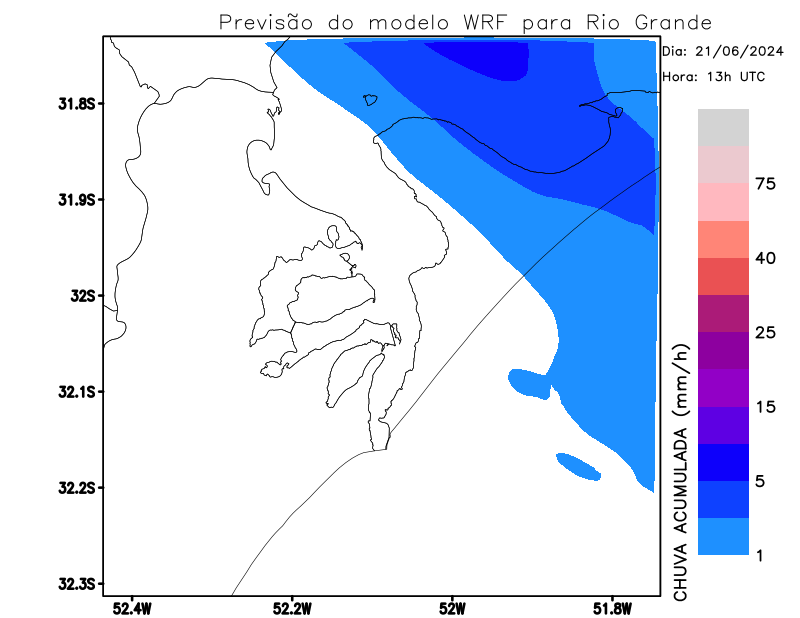 Previsão do modelo WRF para Rio Grande
Dia: 21/06/2024
Hora: 13h UTC
31.8S
31.9S
32S
32.1S
32.2S
32.3S
52.4W
52.2W
52W
51.8W
75
40
25
15
5
1
CHUVA ACUMULADA (mm/h)